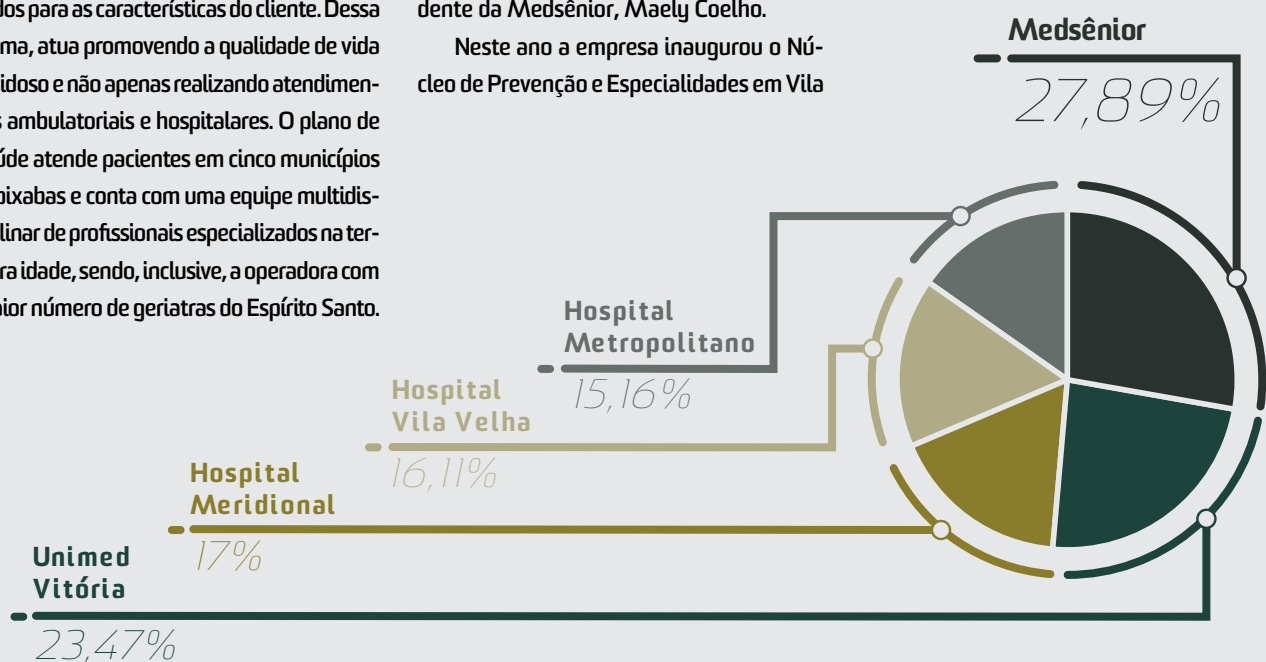 dos para as características do cliente. Dessa
ma, atua promovendo a qualidade de vida
idoso e não apenas realizando atendimen-
s ambulatoriais e hospitalares. O plano de
úde atende pacientes em cinco municípios
pixabas e conta com uma equipe multidis-
linar de profissionais especializados na ter-
ra idade, sendo, inclusive, a operadora com
aior número de geriatras do Espírito Santo.
dente da Medsênior, Maely Coelho.
Neste ano a empresa inaugurou o Nú-
cleo de Prevenção e Especialidades em Vila
Medsênior
27,89%
Hospital
Metropolitano
15,16%
Hospital
Vila Velha
16,11%
Hospital
Meridional
17%
Unimed
Vitória
23,47%